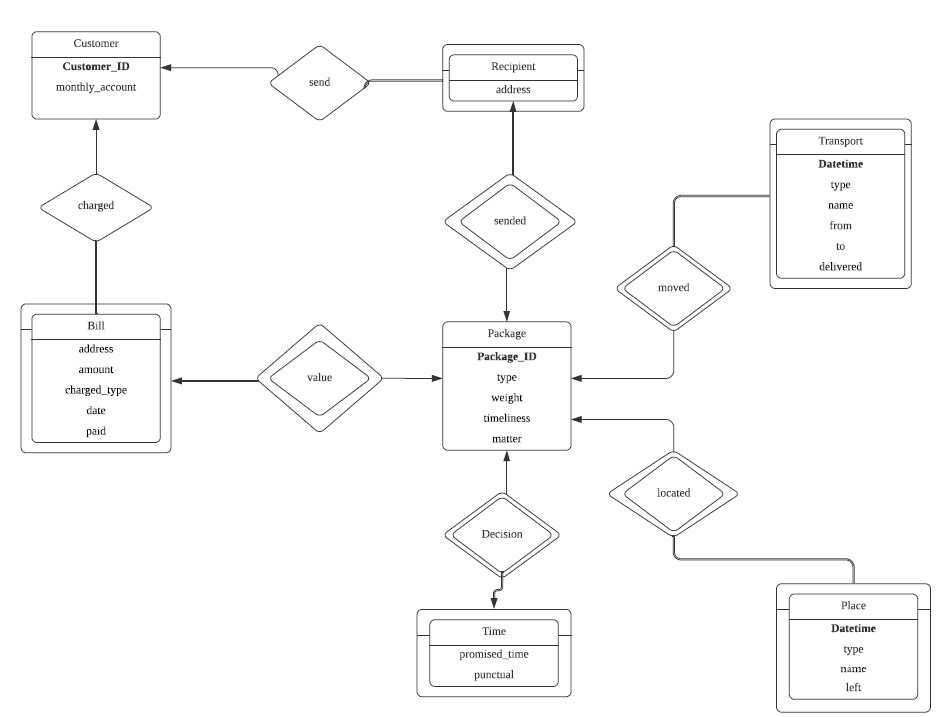 Customer
Customer_ID
monthly_account
send
Recipient
address
Transport
Datetime
type
name
from
to
delivered
charged
sended
moved
Bill
address
amount
charged_type
date
paid
value
Package
Package_ID
type
weight
timeliness
matter
located
Decision
Time
promised_time
punctual
Place
Datetime
type
name
left